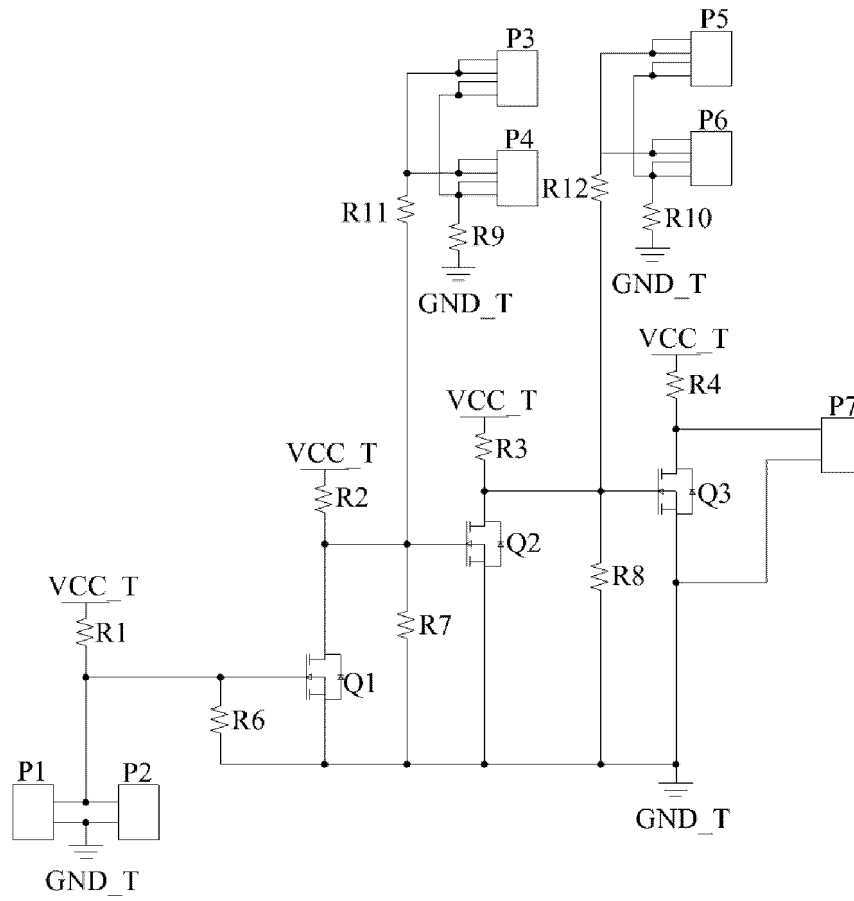 P3
P5
P4
P6
R11
R12
R9
R10
GND_T
GND_T
VCC_T
R4
P7
VCC_T
R3
VCC_T
R2
Q3
Q2
R8
VCC_T
R1
R7
Q1
R6
P1
P2
GND_T
GND_T